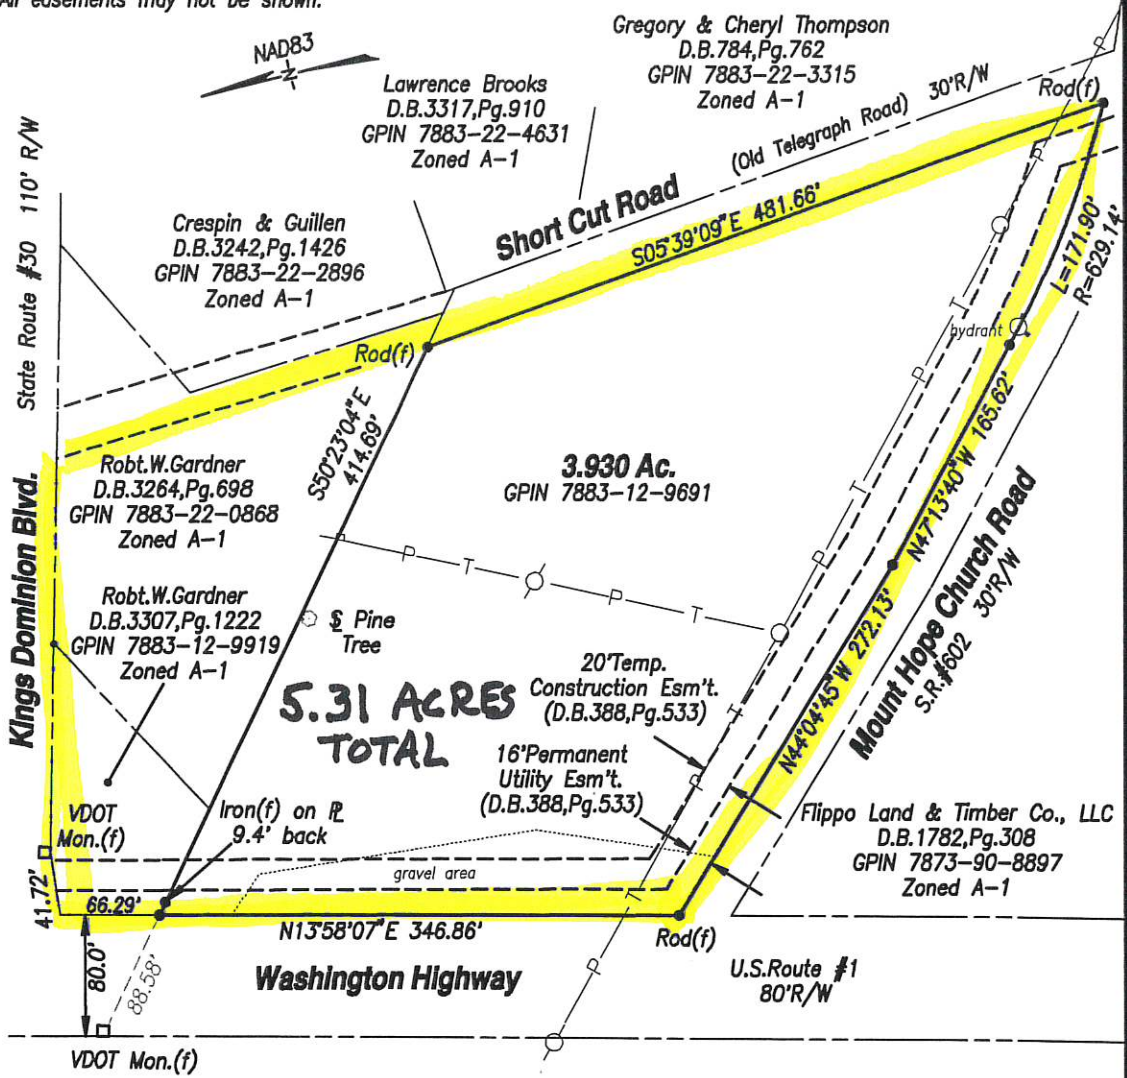 All easements may not be shown.
NAD83
N
Gregory & Cheryl Thompson
D.B.784,Pg.762
GPIN 7883-22-3315
Zoned A-1
Lawrence Brooks
D.B.3317,Pg.910
GPIN 7883-22-4631
Zoned A-1
30'R/W
Rod(f)
P
(Old Telegraph Road)
State Route #30 110' R/W
Crespin & Guillen
D.B.3242,Pg.1426
GPIN 7883-22-2896
Zoned A-1
Short Cut Road
S05°39'09"E 481.66'
P
L=171.90'
R=629.14'
T
hydrant
Rod(f)
P
S50°23'04"E
414.69'
N47°13'40"W 165.62'
Robt.W.Gardner
D.B.3264,Pg.698
GPIN 7883-22-0868
Zoned A-1
3.930 Ac.
GPIN 7883-12-9691
T
P
P T
P T
Kings Dominion Blvd.
Robt.W.Gardner
D.B.3307,Pg.1222
GPIN 7883-12-9919
Zoned A-1
℄ Pine
Tree
Mount Hope Church Road
S.R.#602 30'R/W
N44°04'45"W 272.13'
20'Temp.
Construction Esm't.
(D.B.388,Pg.533)
T
5.31 ACRES
TOTAL
16'Permanent
Utility Esm't.
(D.B.388,Pg.533)
P
VDOT
Mon.(f)
Iron(f) on ℞
9.4' back
Flippo Land & Timber Co., LLC
D.B.1782,Pg.308
GPIN 7873-90-8897
Zoned A-1
gravel area
T
41.72'
66.29'
N13°58'07"E 346.86'
Rod(f)
80.0'
88.58'
Washington Highway
P
U.S.Route #1
80'R/W
VDOT Mon.(f)